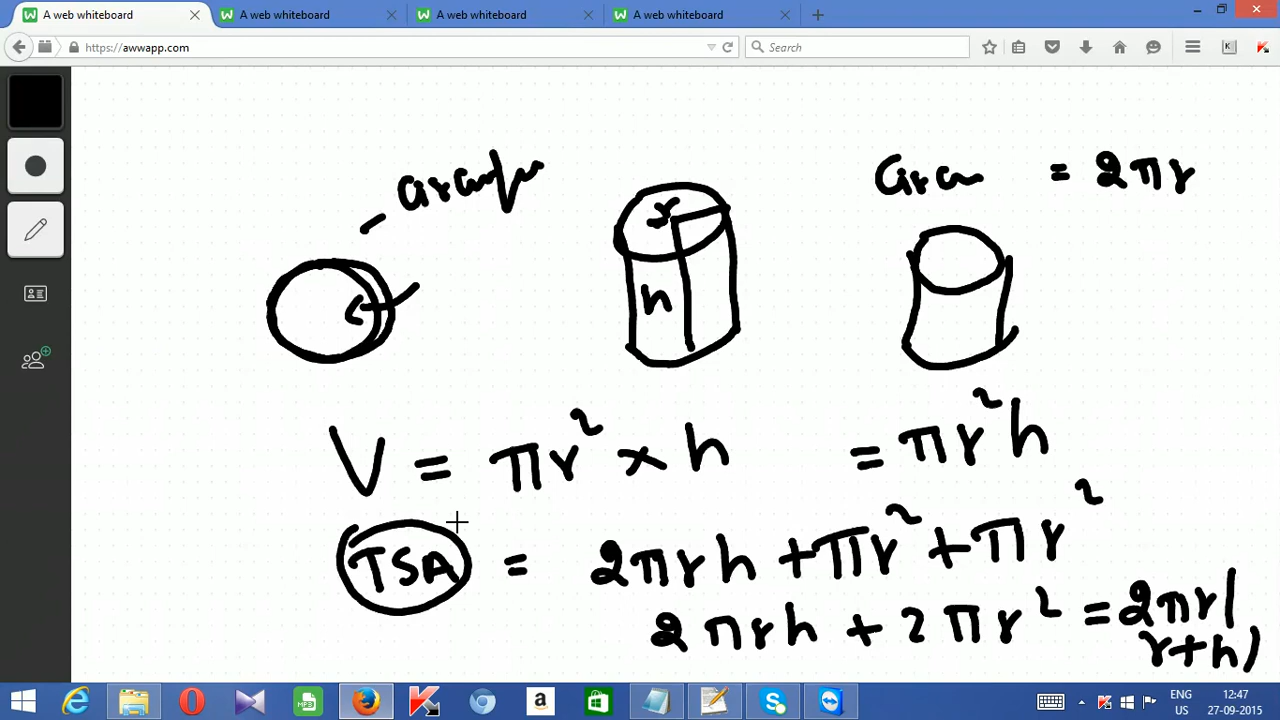 A web whiteboard
A web whiteboard
A web whiteboard
A web whiteboard
https://awwapp.com
Search
K
= 2πr
r
h
V = πr² × h = πr²h
TSA = 2πrh + πr² + πr²
2πrh + 2πr² = 2πr(
r+h)
MP3
a
ENG
US
12:47
27-09-2015